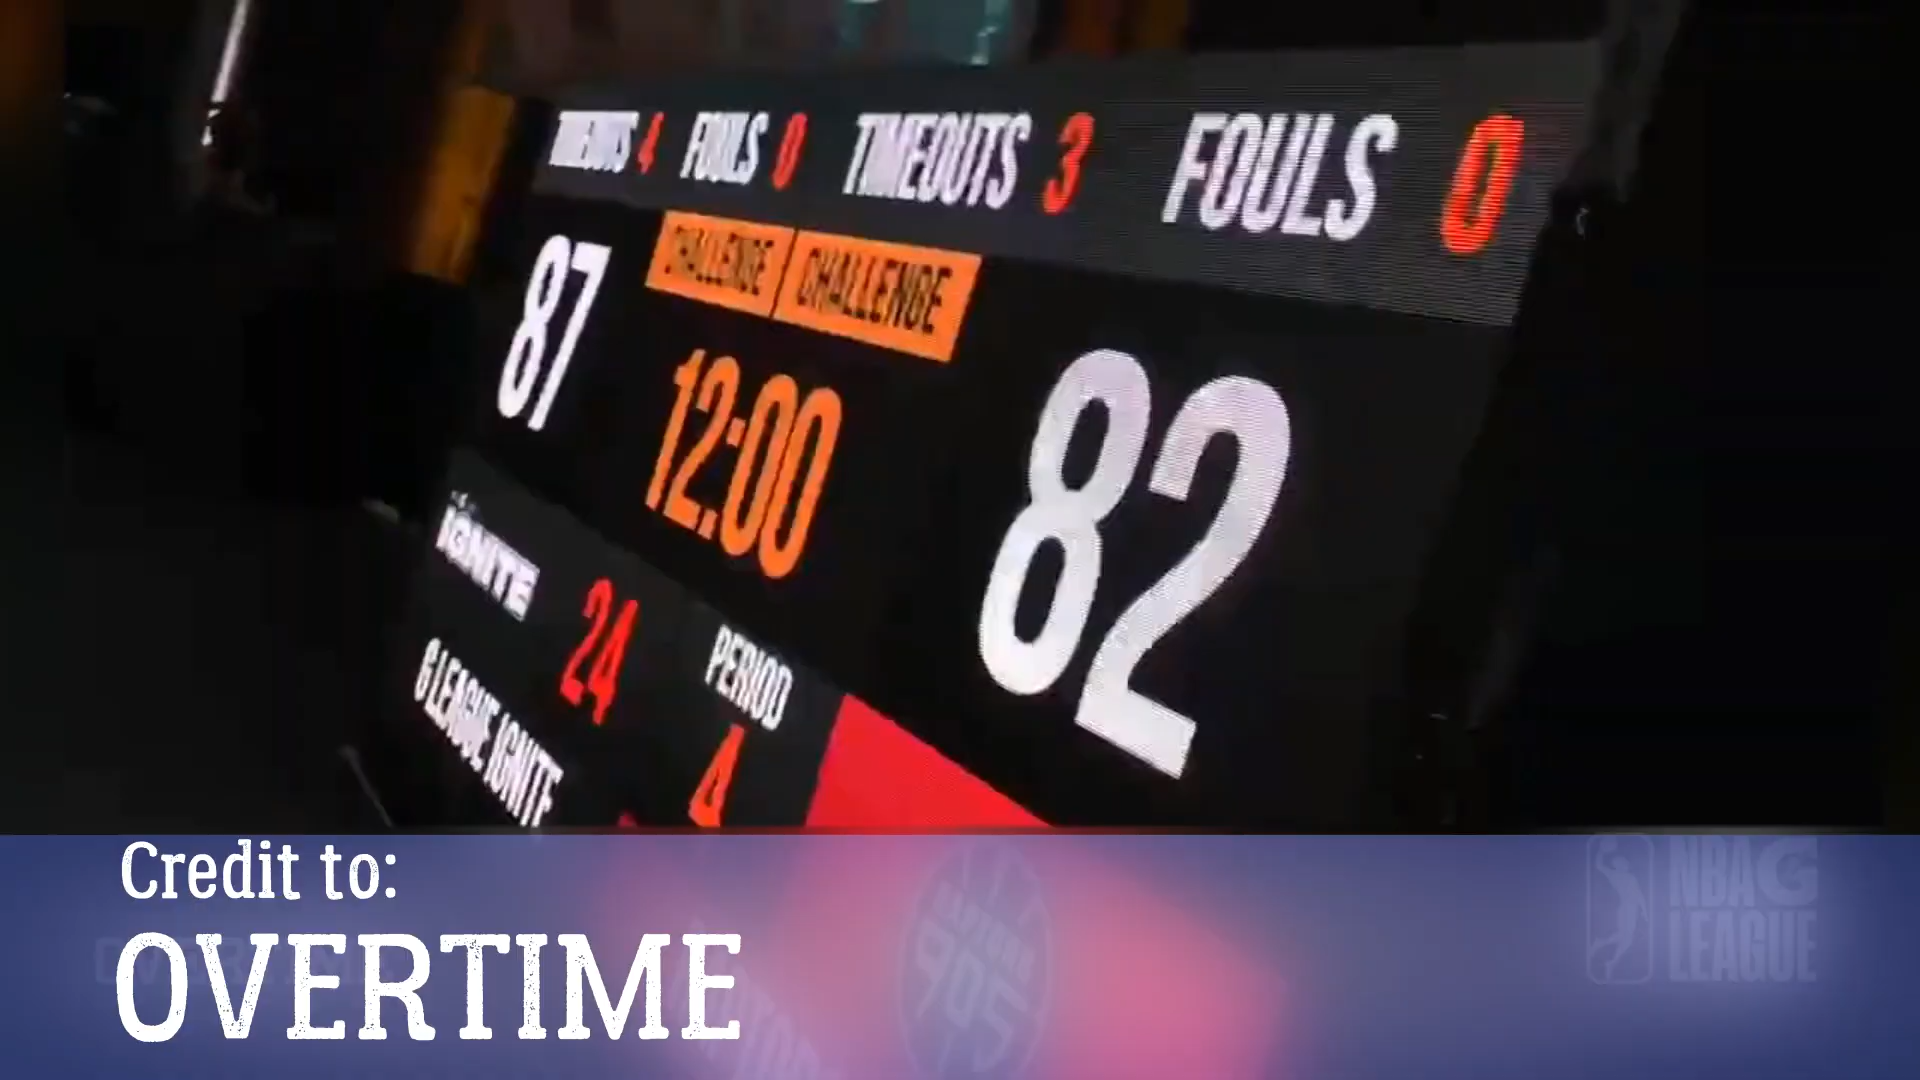 TIMEOUTS 4 FOULS 0 TIMEOUTS 3 FOULS 0
CHALLENGE CHALLENGE
87 12:00 82
IGNITE 24 PERIOD
G LEAGUE IGNITE 4
Credit to:
OVERTIME
NBA G
LEAGUE